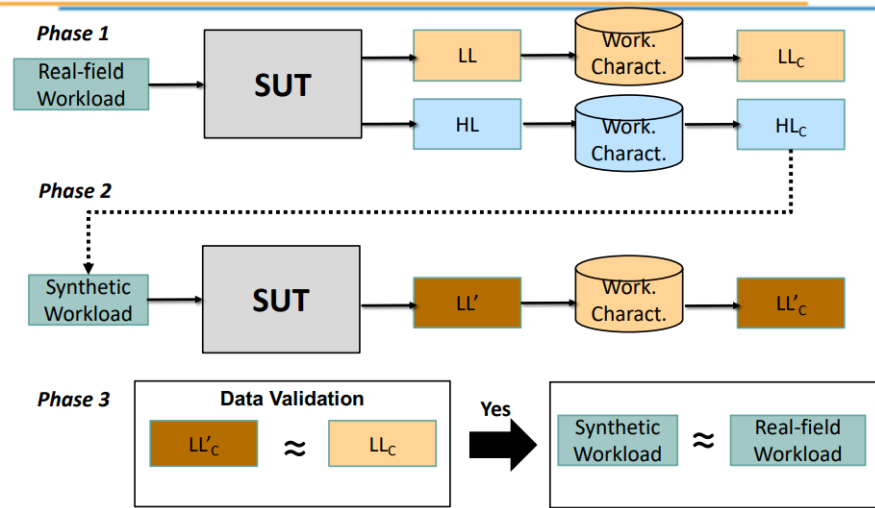 Phase 1
Real-field
Workload
SUT
LL
Work.
Charact.
LLC
HL
Work.
Charact.
HLC
Phase 2
Synthetic
Workload
SUT
LL'
Work.
Charact.
LL'C
Phase 3
Data Validation
LL'C
≈
LLC
Yes
Synthetic
Workload
≈
Real-field
Workload